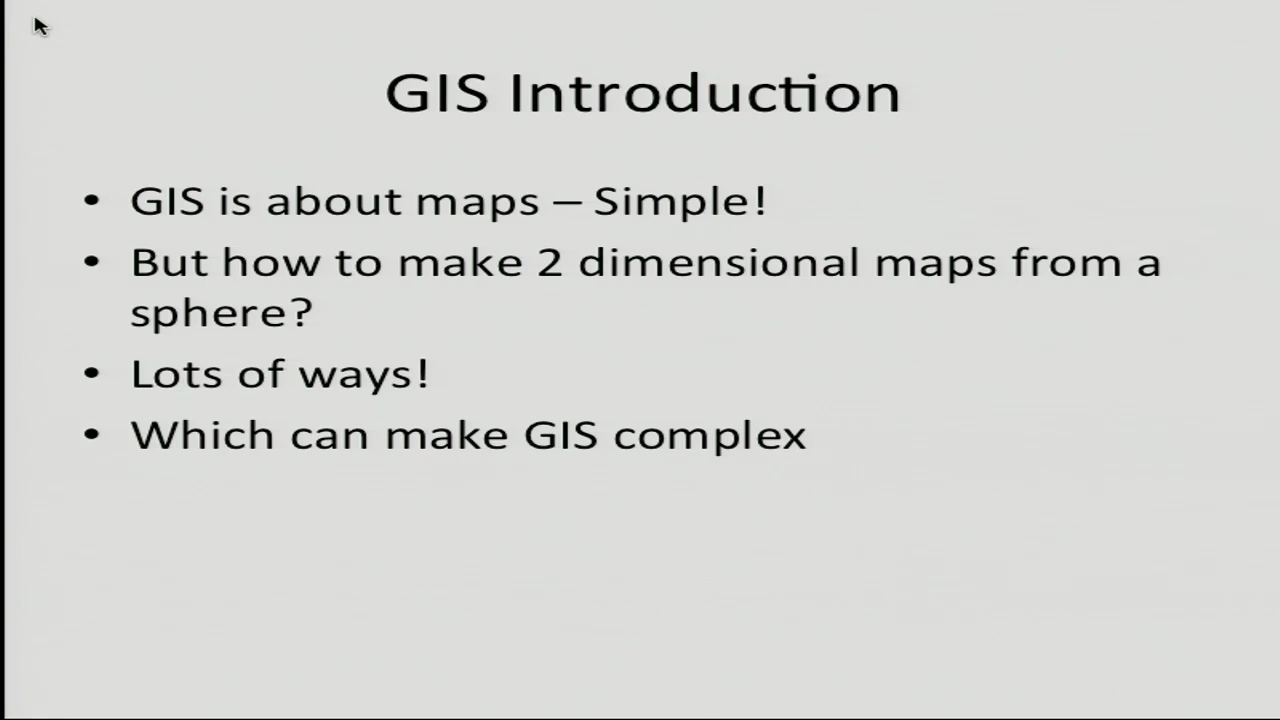 GIS Introduction
• GIS is about maps – Simple!
• But how to make 2 dimensional maps from a
sphere?
• Lots of ways!
• Which can make GIS complex